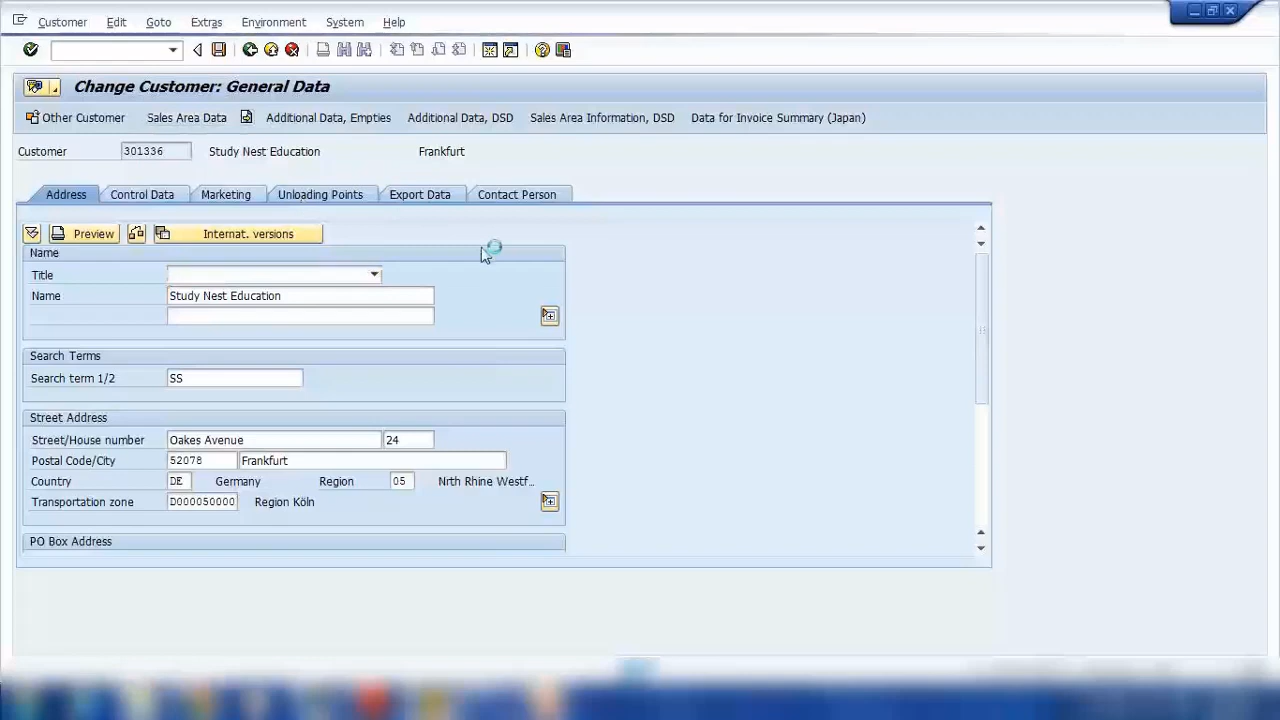 Customer Edit Goto Extras Environment System Help
Change Customer: General Data
Other Customer Sales Area Data Additional Data, Empties Additional Data, DSD Sales Area Information, DSD Data for Invoice Summary (Japan)
Customer 301336 Study Nest Education Frankfurt
Address Control Data Marketing Unloading Points Export Data Contact Person
Preview Internat. versions
Name
Title
Name Study Nest Education
Search Terms
Search term 1/2 SS
Street Address
Street/House number Oakes Avenue 24
Postal Code/City 52078 Frankfurt
Country DE Germany Region 05 Nrth Rhine Westf...
Transportation zone D000050000 Region Köln
PO Box Address